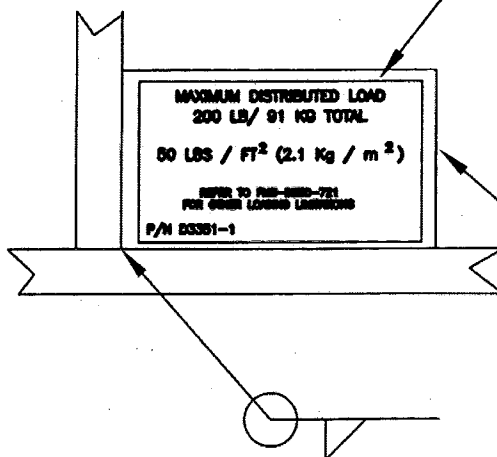 MAXIMUM DISTRIBUTED LOAD
200 LB/ 91 KG TOTAL
50 LBS / FT² (2.1 Kg / m²)
REFER TO
FOR OTHER LOADING LIMITATIONS
P/N D3351-1